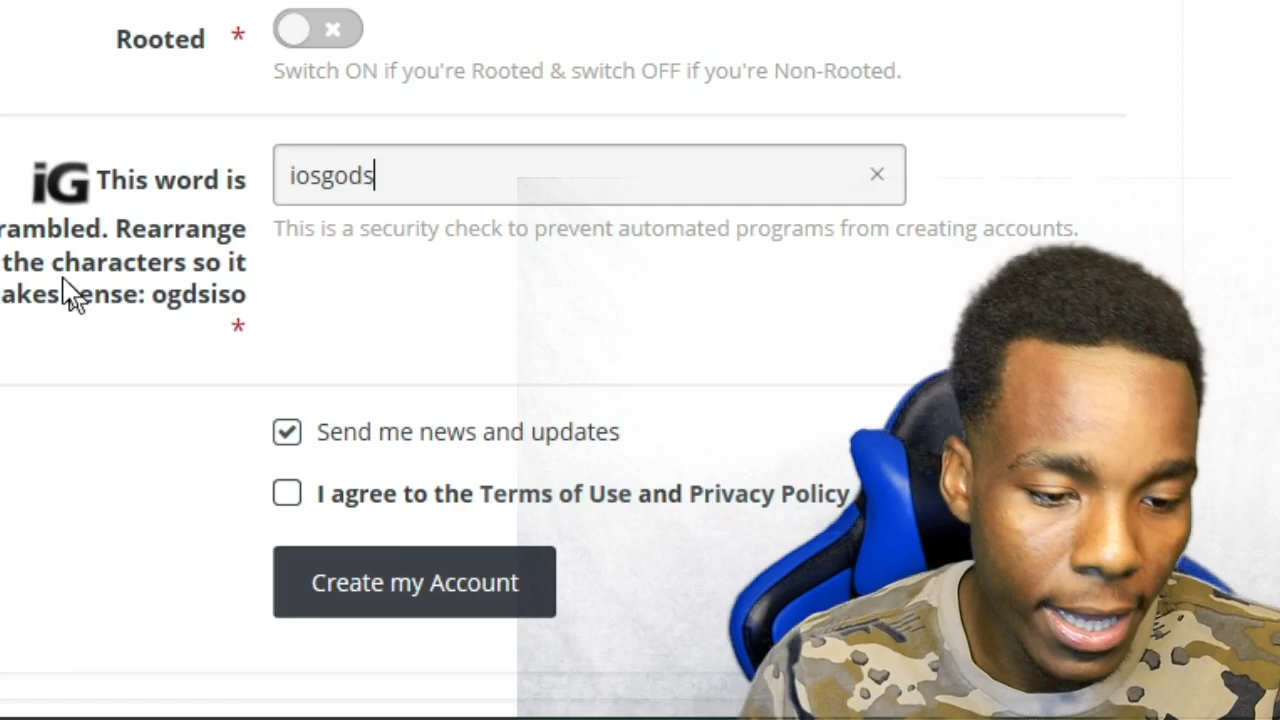 Rooted *
Switch ON if you're Rooted & switch OFF if you're Non-Rooted.
iG This word is
rambled. Rearrange
the characters so it
akes ense: ogdsiso
*
iosgods ×
This is a security check to prevent automated programs from creating accounts.
Send me news and updates
I agree to the Terms of Use and Privacy Policy
Create my Account